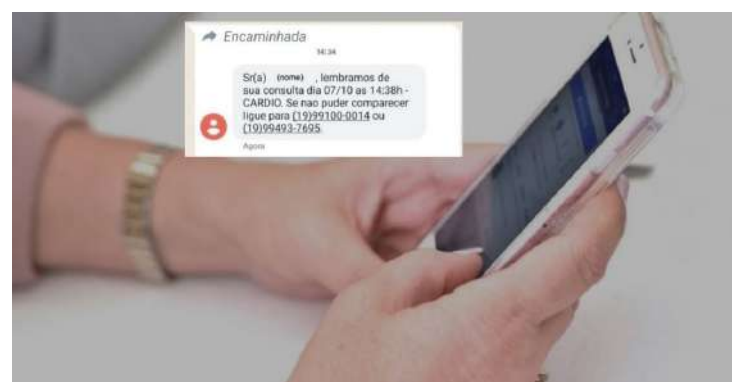 Encaminhada
14:34
Sr(a) (nome) , lembramos de
sua consulta dia 07/10 as 14:38h -
CARDIO. Se nao puder comparecer
ligue para (19)99100-0014 ou
(19)99493-7695.
Agora